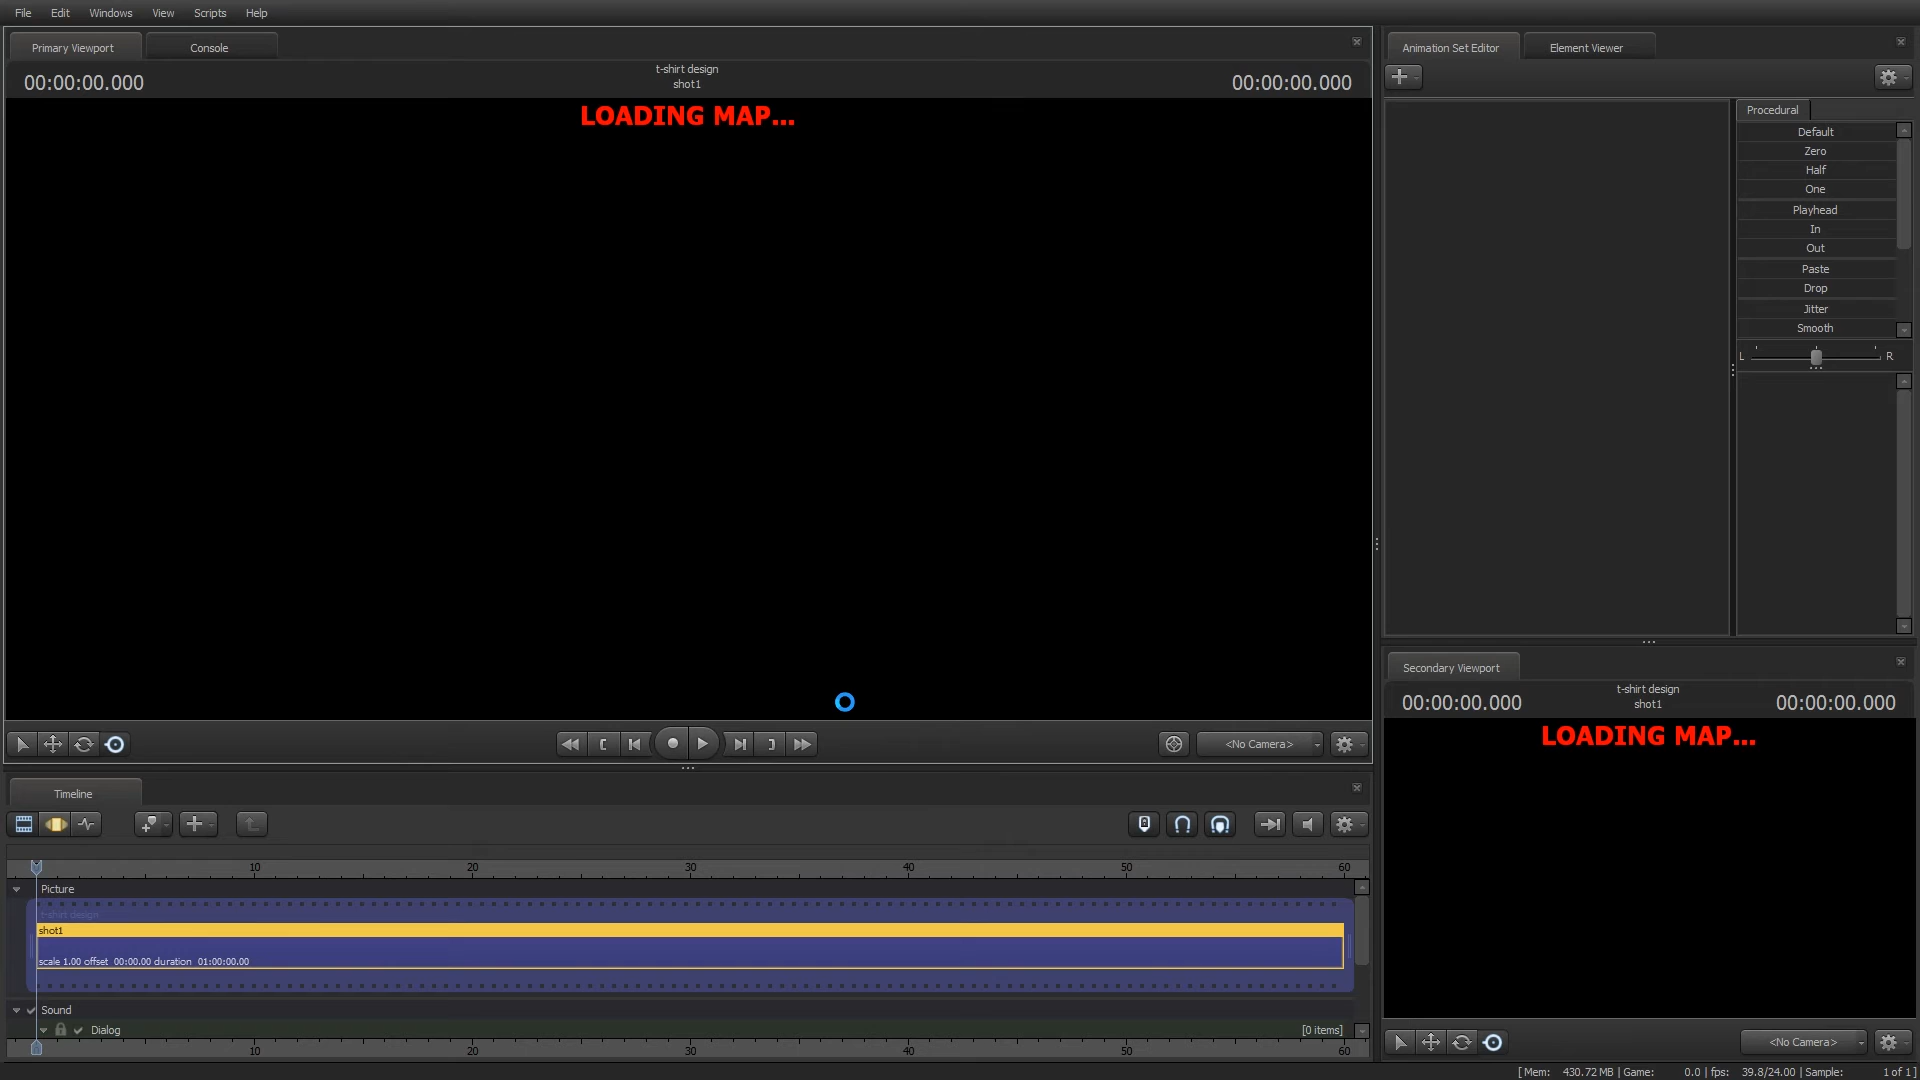 File Edit Windows View Scripts Help
Primary Viewport Console
00:00:00.000 t-shirt design 00:00:00.000
shot1
LOADING MAP...
<No Camera>
Timeline
10 20 30 40 50 60
Picture
t-shirt design
shot1
scale 1.00 offset 00:00.00 duration 01:00:00.00
Sound
Dialog [0 items]
10 20 30 40 50 60
Animation Set Editor Element Viewer
Procedural
Default
Zero
Half
One
Playhead
In
Out
Paste
Drop
Jitter
Smooth
L R
Secondary Viewport
00:00:00.000 t-shirt design 00:00:00.000
shot1
LOADING MAP...
<No Camera>
[ Mem: 430.72 MB | Game: 0.0 | fps: 39.8/24.00 | Sample: 1 of 1 ]